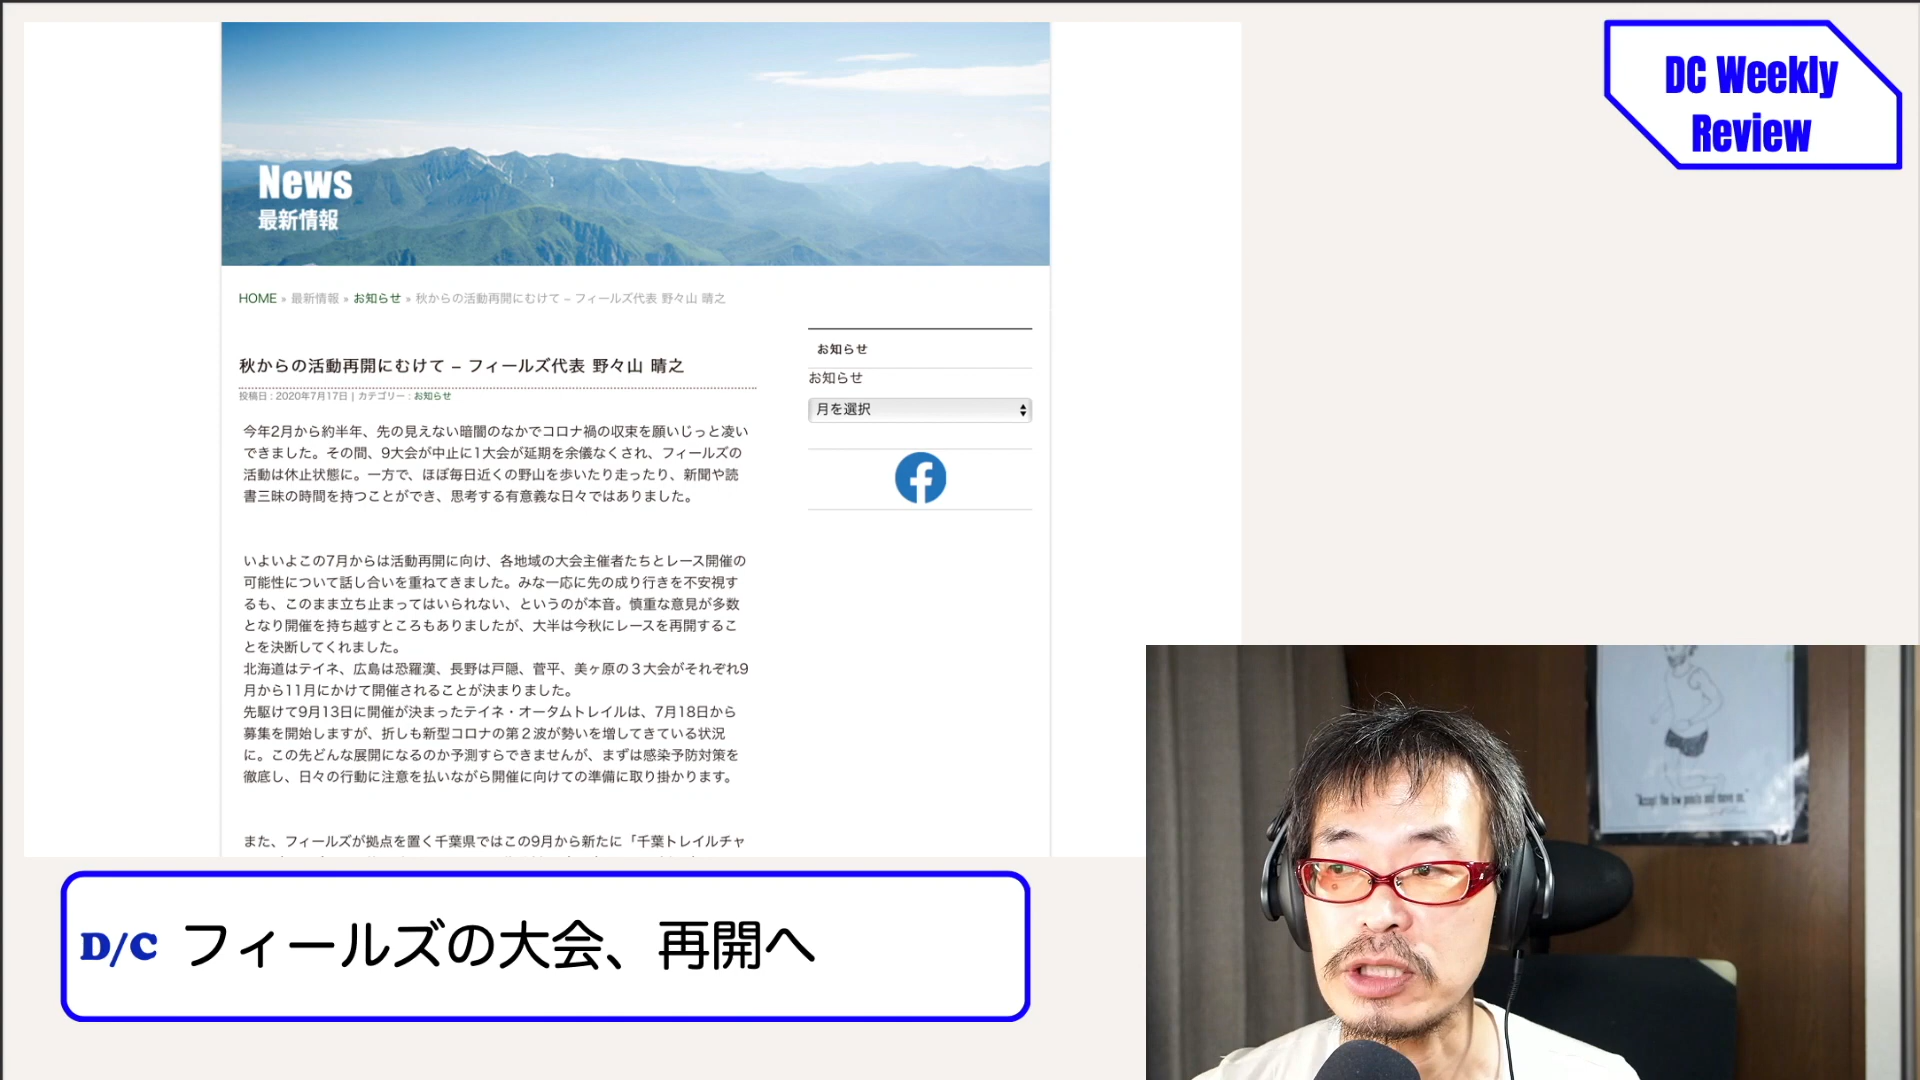 DC Weekly
Review
News
最新情報
HOME » 最新情報 » お知らせ » 秋からの活動再開にむけて – フィールズ代表 野々山 晴之
秋からの活動再開にむけて – フィールズ代表 野々山 晴之
投稿日 : 2020年7月17日 | カテゴリー : お知らせ
今年2月から約半年、先の見えない暗闇のなかでコロナ禍の収束を願いじっと凌い
できました。その間、9大会が中止に1大会が延期を余儀なくされ、フィールズの
活動は休止状態に。一方で、ほぼ毎日近くの野山を歩いたり走ったり、新聞や読
書三昧の時間を持つことができ、思考する有意義な日々ではありました。
いよいよこの7月からは活動再開に向け、各地域の大会主催者たちとレース開催の
可能性について話し合いを重ねてきました。みな一応に先の成り行きを不安視す
るも、このまま立ち止まってはいられない、というのが本音。慎重な意見が多数
となり開催を持ち越すところもありましたが、大半は今秋にレースを再開するこ
とを決断してくれました。
北海道はテイネ、広島は恐羅漢、長野は戸隠、菅平、美ヶ原の3大会がそれぞれ9
月から11月にかけて開催されることが決まりました。
先駆けて9月13日に開催が決まったテイネ・オータムトレイルは、7月18日から
募集を開始しますが、折しも新型コロナの第2波が勢いを増してきている状況
に。この先どんな展開になるのか予測すらできませんが、まずは感染予防対策を
徹底し、日々の行動に注意を払いながら開催に向けての準備に取り掛かります。
また、フィールズが拠点を置く千葉県ではこの9月から新たに「千葉トレイルチャ
お知らせ
お知らせ
月を選択
"Accept the few points and move on."
D/C フィールズの大会、再開へ